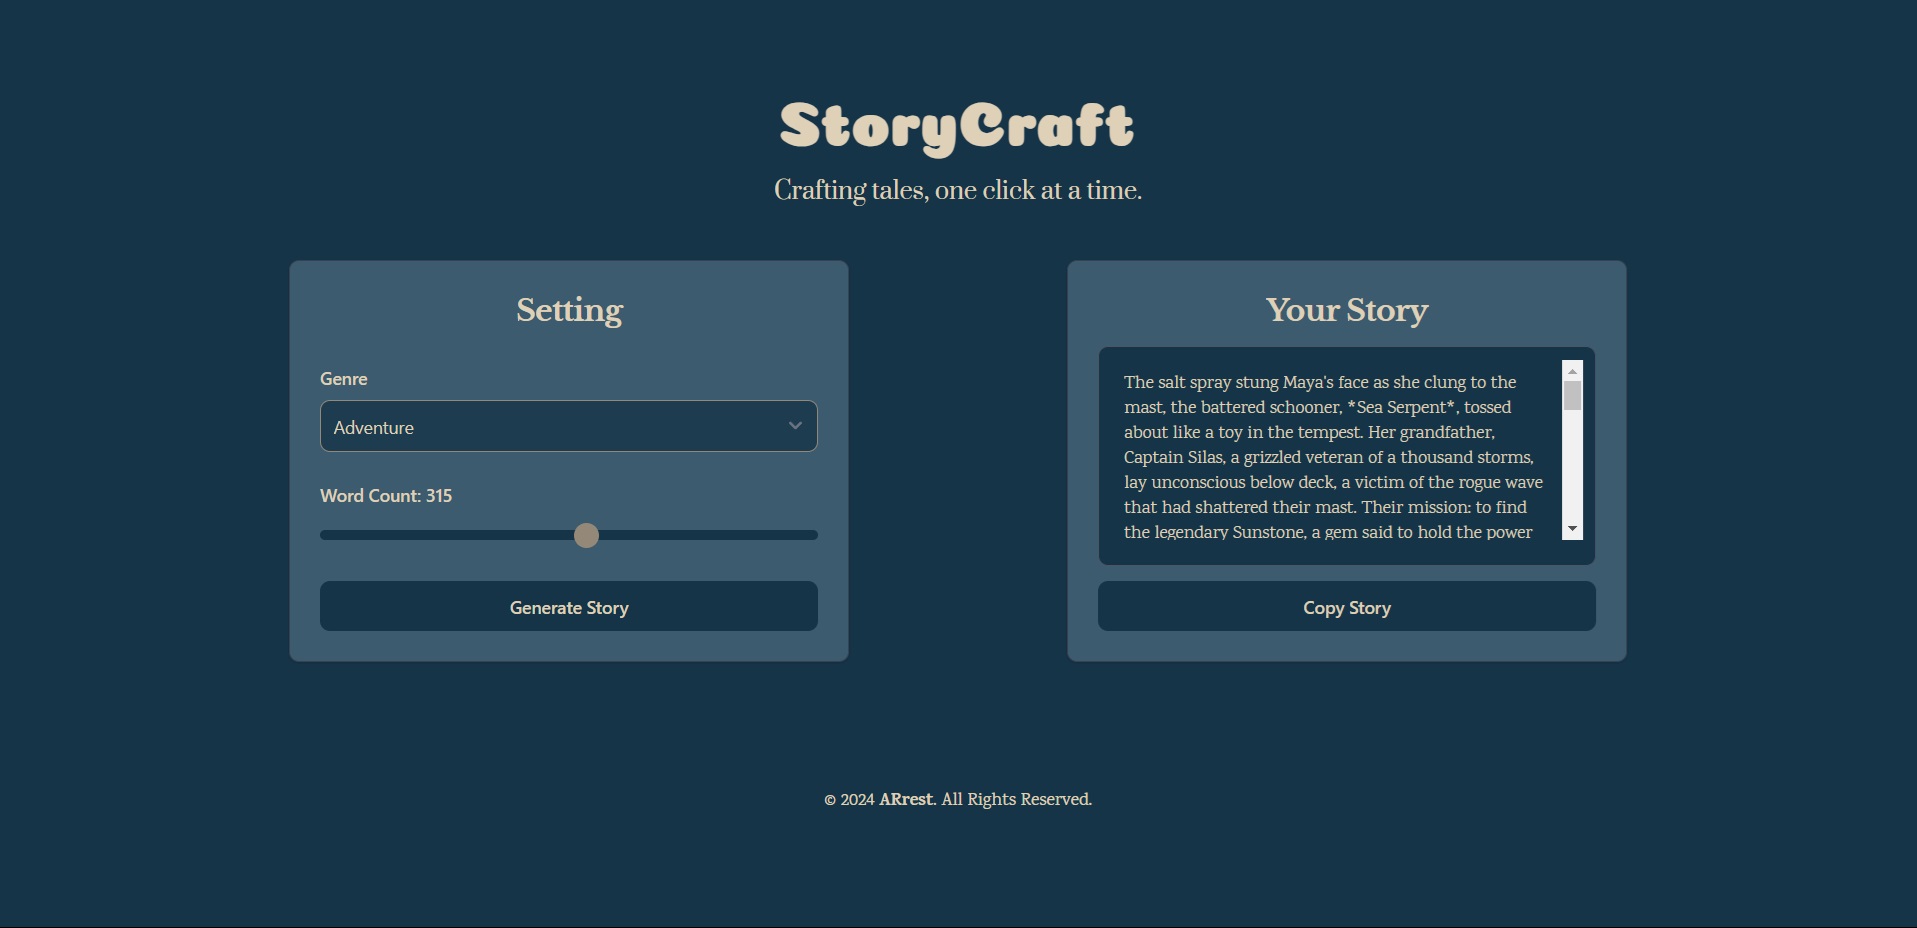 StoryCraft
Crafting tales, one click at a time.
Setting
Genre
Adventure
Word Count: 315
Generate Story
Your Story
The salt spray stung Maya's face as she clung to the
mast, the battered schooner, *Sea Serpent*, tossed
about like a toy in the tempest. Her grandfather,
Captain Silas, a grizzled veteran of a thousand storms,
lay unconscious below deck, a victim of the rogue wave
that had shattered their mast. Their mission: to find
the legendary Sunstone, a gem said to hold the power
Copy Story
© 2024 ARrest. All Rights Reserved.